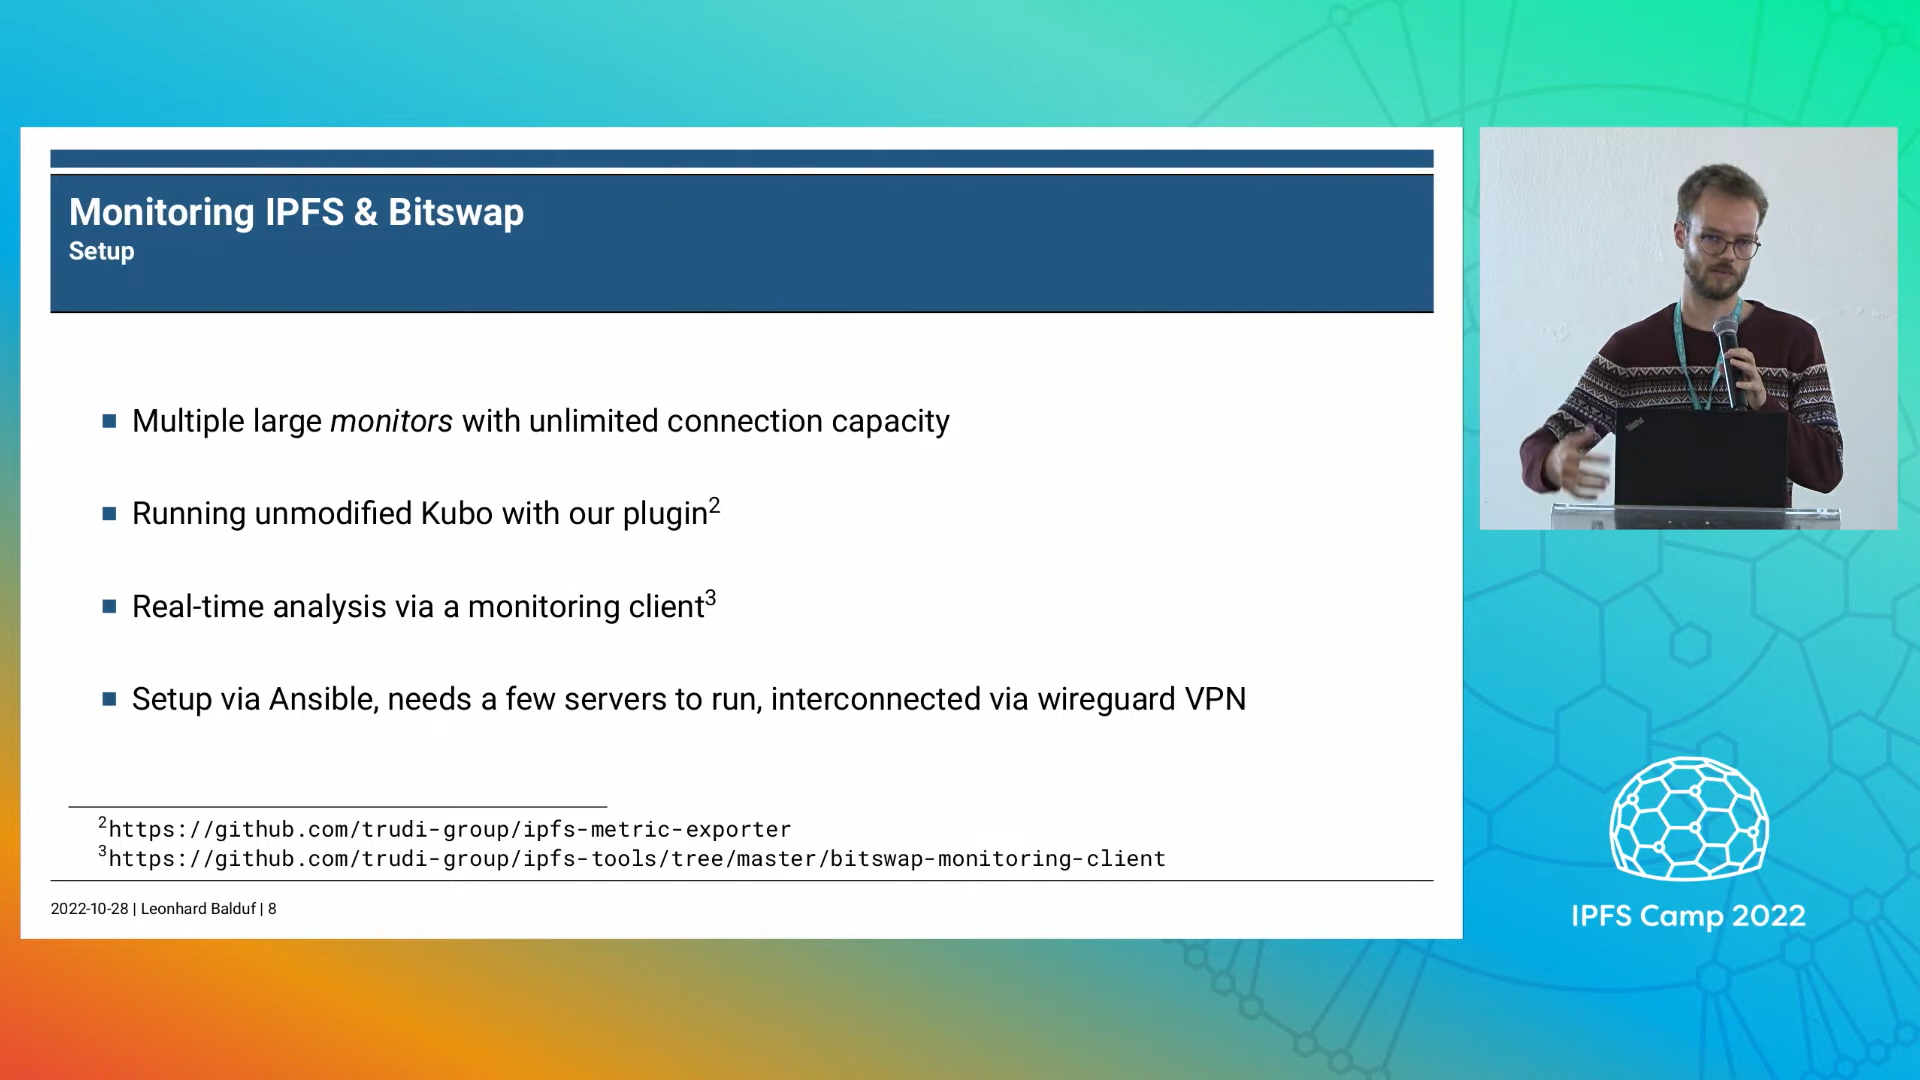 Monitoring IPFS & Bitswap
Setup
Multiple large monitors with unlimited connection capacity
Running unmodified Kubo with our plugin2
Real-time analysis via a monitoring client3
Setup via Ansible, needs a few servers to run, interconnected via wireguard VPN
2https://github.com/trudi-group/ipfs-metric-exporter
3https://github.com/trudi-group/ipfs-tools/tree/master/bitswap-monitoring-client
2022-10-28 | Leonhard Balduf | 8
ThinkPad
IPFS Camp 2022